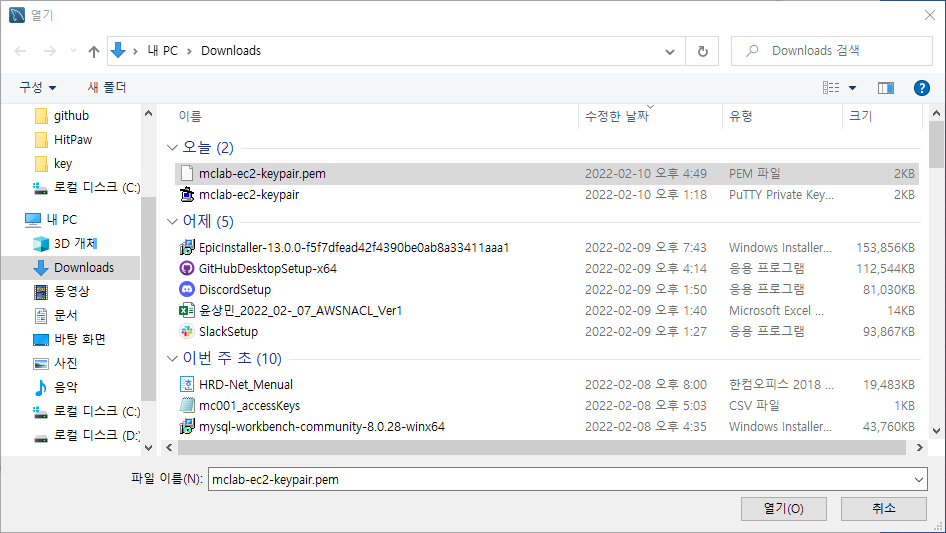 열기
내 PC > Downloads
Downloads 검색
구성
새 폴더
github
HitPaw
key
로컬 디스크 (C:)
내 PC
3D 개체
Downloads
동영상
문서
바탕 화면
사진
음악
로컬 디스크 (C:)
로컬 디스크 (D:)
이름 수정한 날짜 유형 크기
오늘 (2)
mclab-ec2-keypair.pem 2022-02-10 오후 4:49 PEM 파일 2KB
mclab-ec2-keypair 2022-02-10 오후 1:18 PuTTY Private Key... 2KB
어제 (5)
EpicInstaller-13.0.0-f5f7dfead42f4390be0ab8a33411aaa1 2022-02-09 오후 7:43 Windows Installer... 153,856KB
GitHubDesktopSetup-x64 2022-02-09 오후 4:14 응용 프로그램 112,544KB
DiscordSetup 2022-02-09 오후 1:50 응용 프로그램 81,030KB
윤상민_2022_02-_07_AWSNACL_Ver1 2022-02-09 오후 1:40 Microsoft Excel ... 14KB
SlackSetup 2022-02-09 오후 1:27 응용 프로그램 93,867KB
이번 주 초 (10)
HRD-Net_Menual 2022-02-08 오후 8:00 한컴오피스 2018 ... 19,483KB
mc001_accessKeys 2022-02-08 오후 5:03 CSV 파일 1KB
mysql-workbench-community-8.0.28-winx64 2022-02-08 오후 4:35 Windows Installer... 43,760KB
파일 이름(N): mclab-ec2-keypair.pem
열기(O) 취소